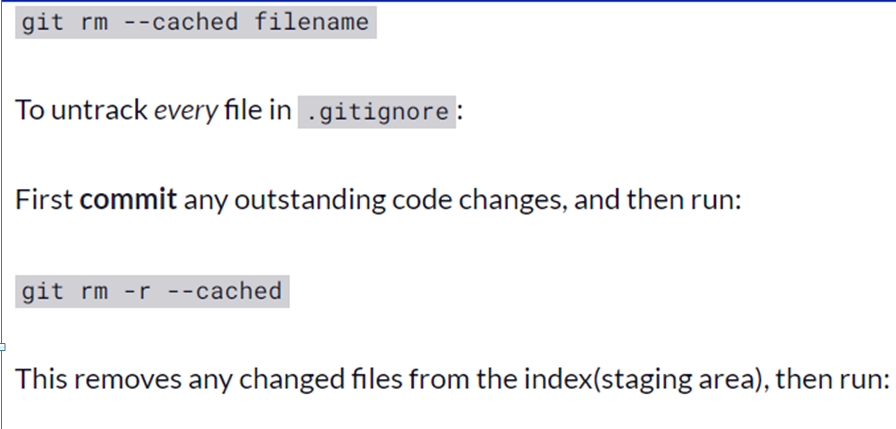 git rm --cached filename
To untrack every file in .gitignore:
First commit any outstanding code changes, and then run:
git rm -r --cached
This removes any changed files from the index(staging area), then run: